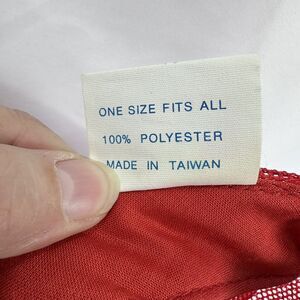 ONE SIZE FITS ALL
100% POLYESTER
MADE IN TAIWAN